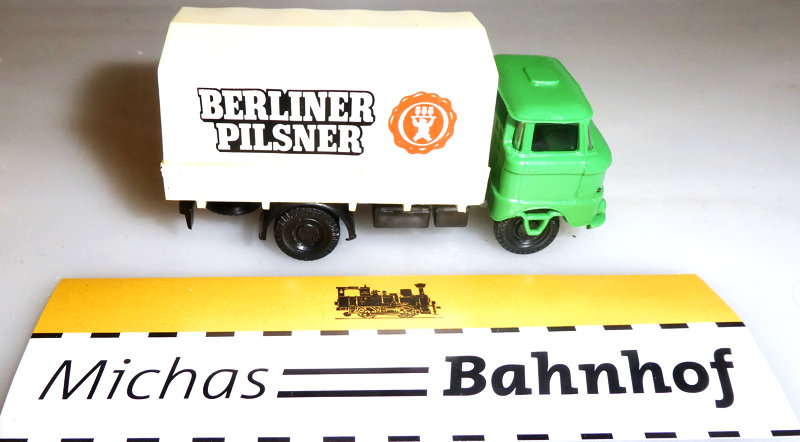 BERLINER
PILSNER
Michas Bahnhof